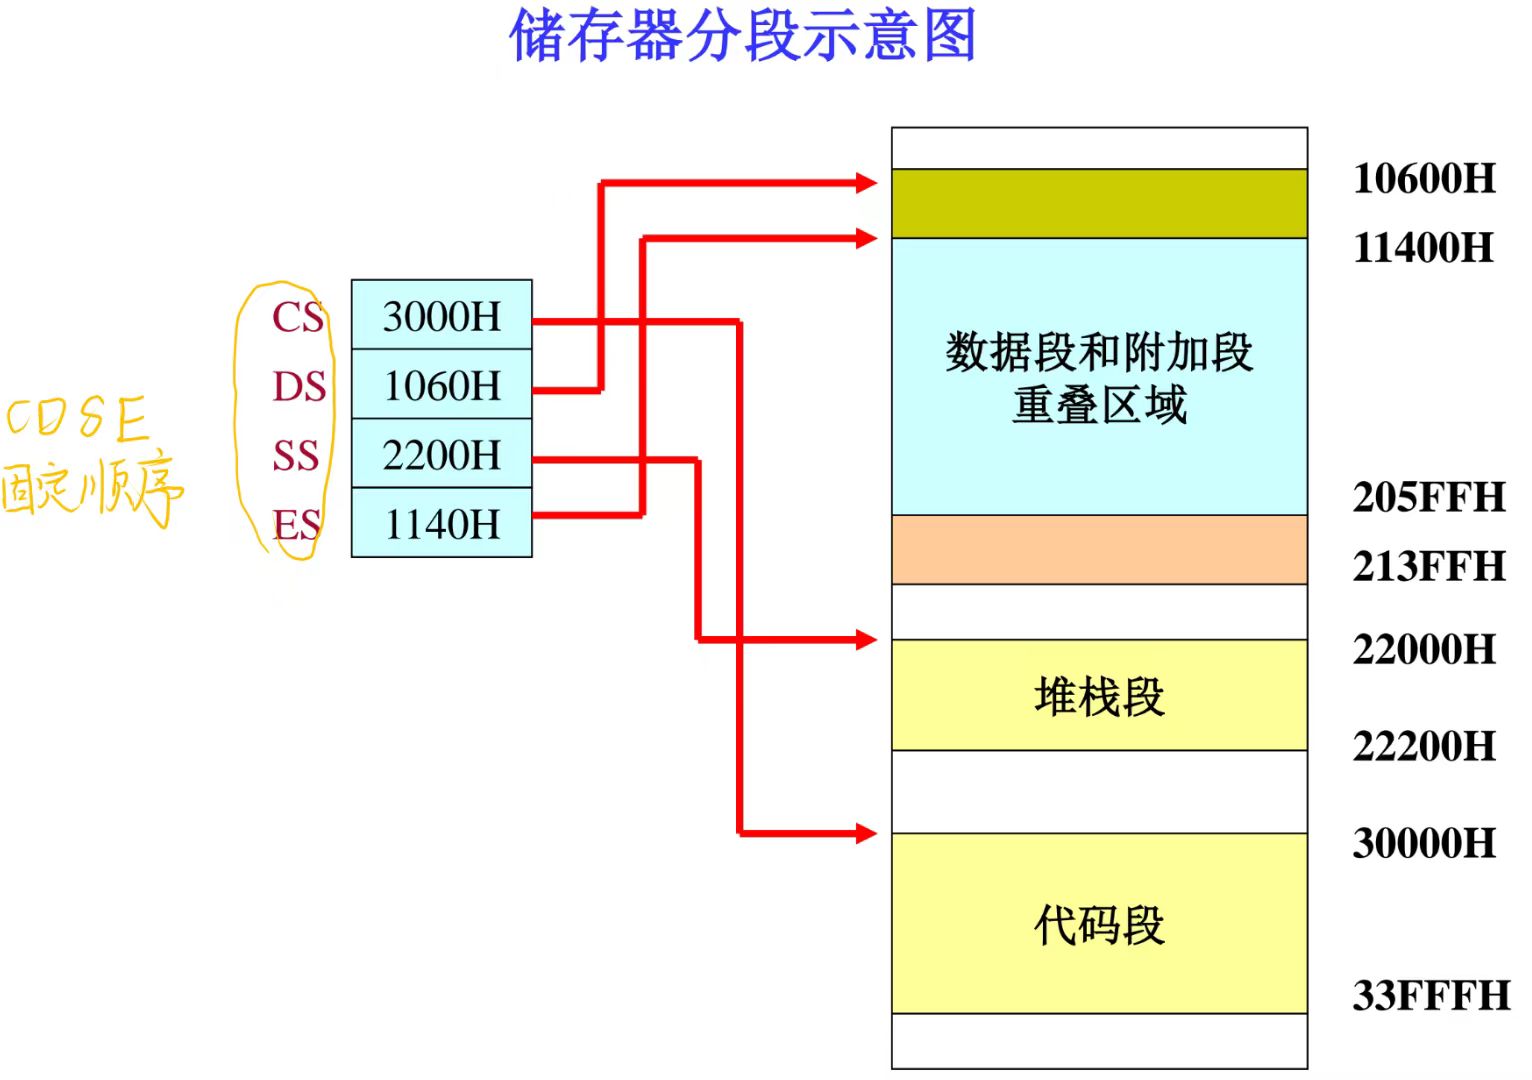 储存器分段示意图
CS 3000H
DS 1060H
SS 2200H
ES 1140H
CDSE
固定顺序
10600H
11400H
数据段和附加段
重叠区域
205FFH
213FFH
22000H
堆栈段
22200H
30000H
代码段
33FFFH